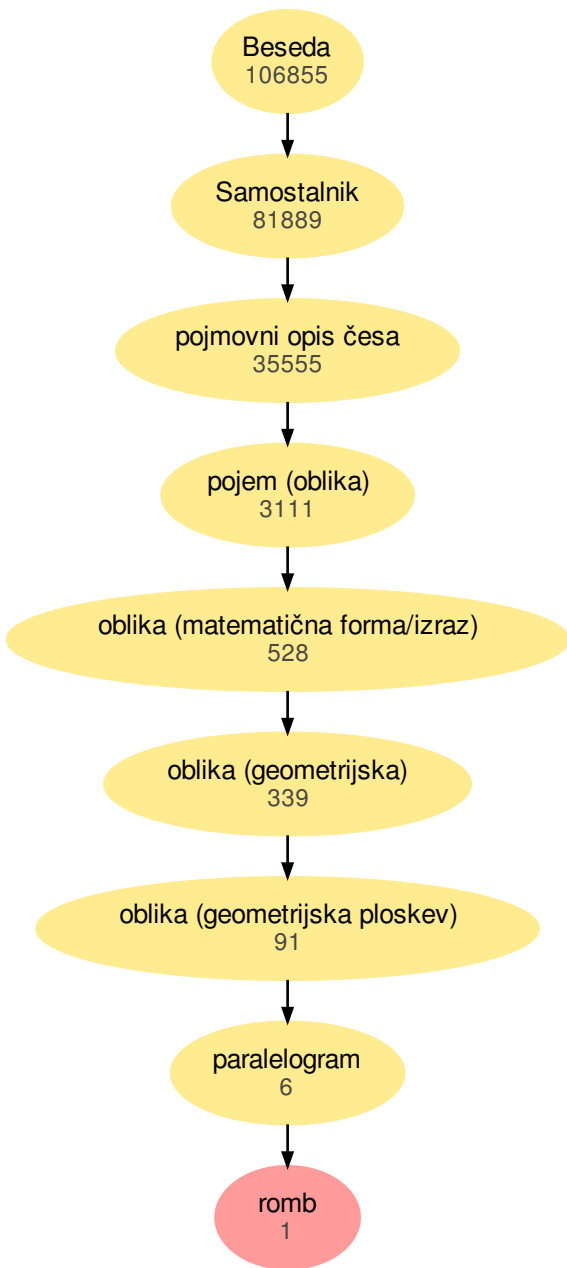 Beseda
106855
Samostalnik
81889
pojmovni opis česa
35555
pojem (oblika)
3111
oblika (matematična forma/izraz)
528
oblika (geometrijska)
339
oblika (geometrijska ploskev)
91
paralelogram
6
romb
1